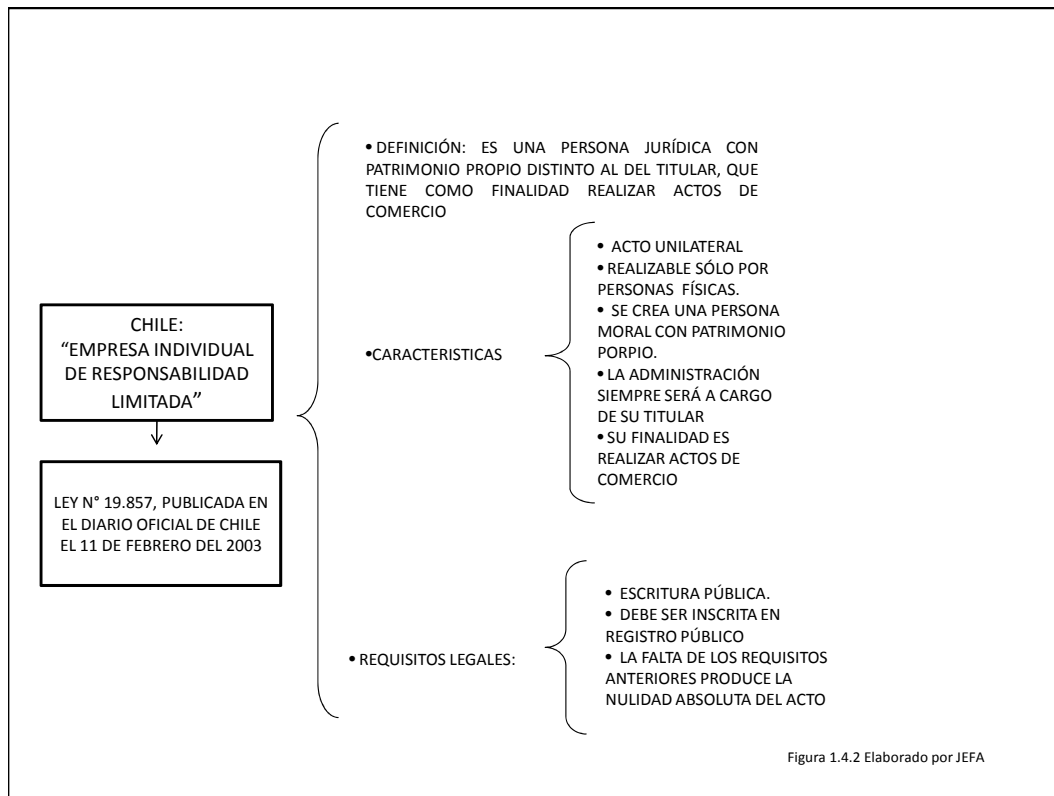 • DEFINICIÓN: ES UNA PERSONA JURÍDICA CON
PATRIMONIO PROPIO DISTINTO AL DEL TITULAR, QUE
TIENE COMO FINALIDAD REALIZAR ACTOS DE
COMERCIO
CHILE:
“EMPRESA INDIVIDUAL
DE RESPONSABILIDAD
LIMITADA”
LEY N° 19.857, PUBLICADA EN
EL DIARIO OFICIAL DE CHILE
EL 11 DE FEBRERO DEL 2003
•CARACTERISTICAS
• ACTO UNILATERAL
•REALIZABLE SÓLO POR
PERSONAS FÍSICAS.
• SE CREA UNA PERSONA
MORAL CON PATRIMONIO
PORPIO.
• LA ADMINISTRACIÓN
SIEMPRE SERÁ A CARGO
DE SU TITULAR
• SU FINALIDAD ES
REALIZAR ACTOS DE
COMERCIO
• REQUISITOS LEGALES:
• ESCRITURA PÚBLICA.
• DEBE SER INSCRITA EN
REGISTRO PÚBLICO
• LA FALTA DE LOS REQUISITOS
ANTERIORES PRODUCE LA
NULIDAD ABSOLUTA DEL ACTO
Figura 1.4.2 Elaborado por JEFA